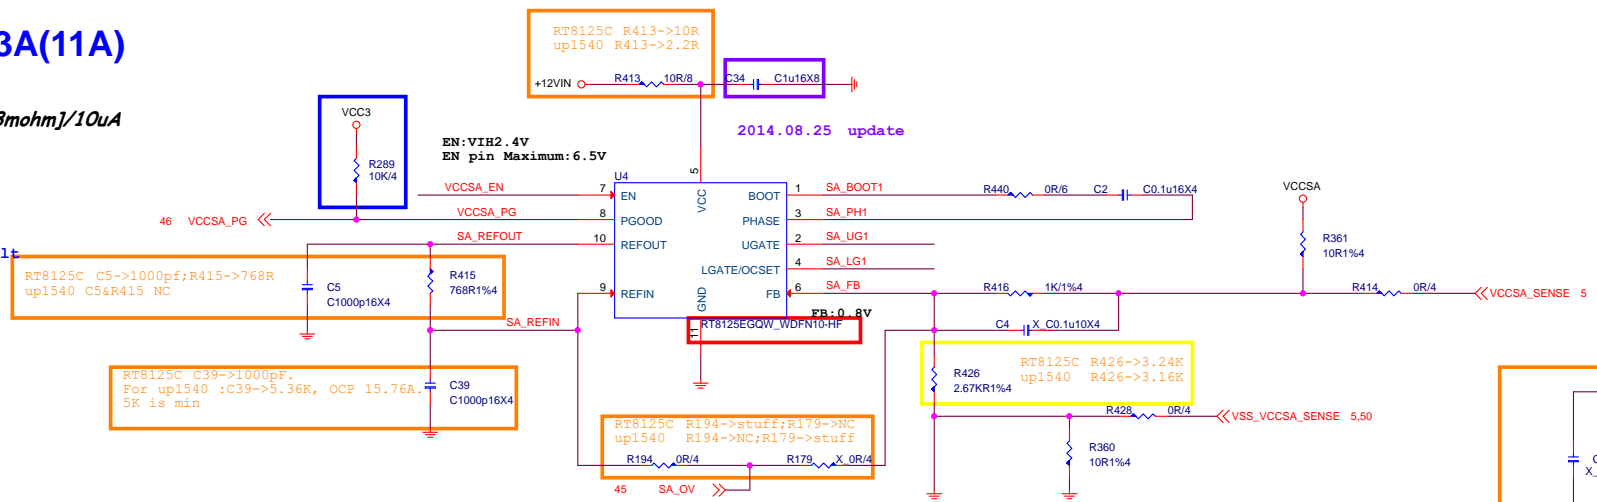 3A(11A)
RT8125C R413->10R
up1540 R413->2.2R
+12VIN
R413
10R/8
C34
C1u16X8
3mohm]/10uA
VCC3
R289
10K/4
2014.08.25 update
EN:VIH2.4V
EN pin Maximum:6.5V
U4
5
VCC
VCCSA_EN
7
EN
BOOT
1
SA_BOOT1
R440
0R/6
C2
C0.1u16X4
VCCSA
46
VCCSA_PG
VCCSA_PG
8
PGOOD
PHASE
3
SA_PH1
SA_REFOUT
10
REFOUT
UGATE
2
SA_UG1
R361
10R1%4
lt
RT8125C C5->1000pf;R415->768R
up1540 C5&R415 NC
C5
C1000p16X4
R415
768R1%4
LGATE/OCSET
4
SA_LG1
9
REFIN
GND
FB
6
SA_FB
R416
1K/1%4
R414
0R/4
VCCSA_SENSE 5
FB:0.8V
SA_REFIN
11
RT8125EGQW_WDFN10-HF
C4
X_C0.1u10X4
RT8125C C39->1000pF.
For up1540 :C39->5.36K, OCP 15.76A.
5K is min
C39
C1000p16X4
R426
2.67KR1%4
RT8125C R426->3.24K
up1540 R426->3.16K
R428
0R/4
VSS_VCCSA_SENSE 5,50
RT8125C R194->stuff;R179->NC
up1540 R194->NC;R179->stuff
R194
0R/4
R179
X_0R/4
R360
10R1%4
45
SA_OV
C
X_